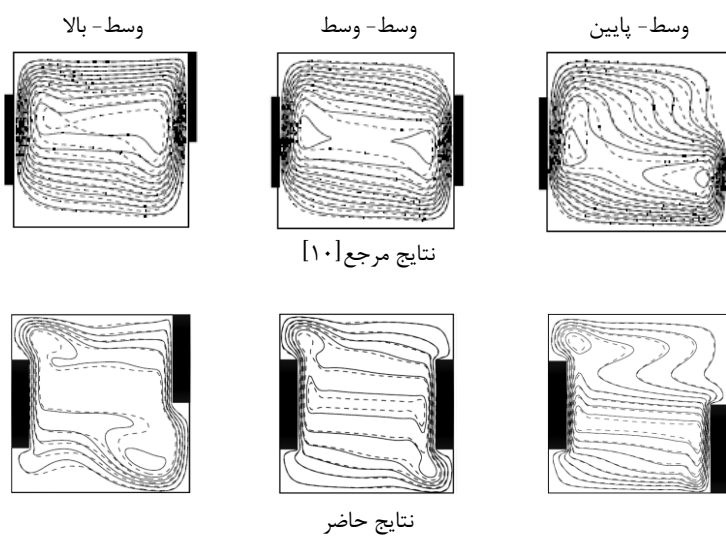 وسط- پایین وسط- وسط وسط- بالا
نتایج مرجع [۱۰]
نتایج حاضر